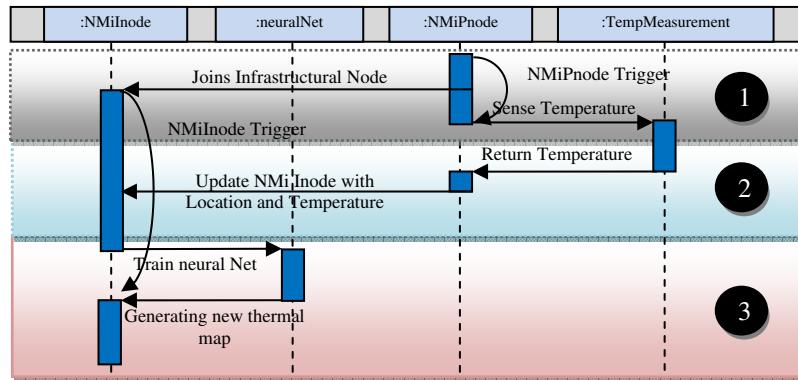 :NMiInode
:neuralNet
:NMiPnode
:TempMeasurement
Joins Infrastructural Node
NMiPnode Trigger
1
Sense Temperature
NMiInode Trigger
Return Temperature
Update NMi Inode with
Location and Temperature
2
Train neural Net
Generating new thermal
map
3